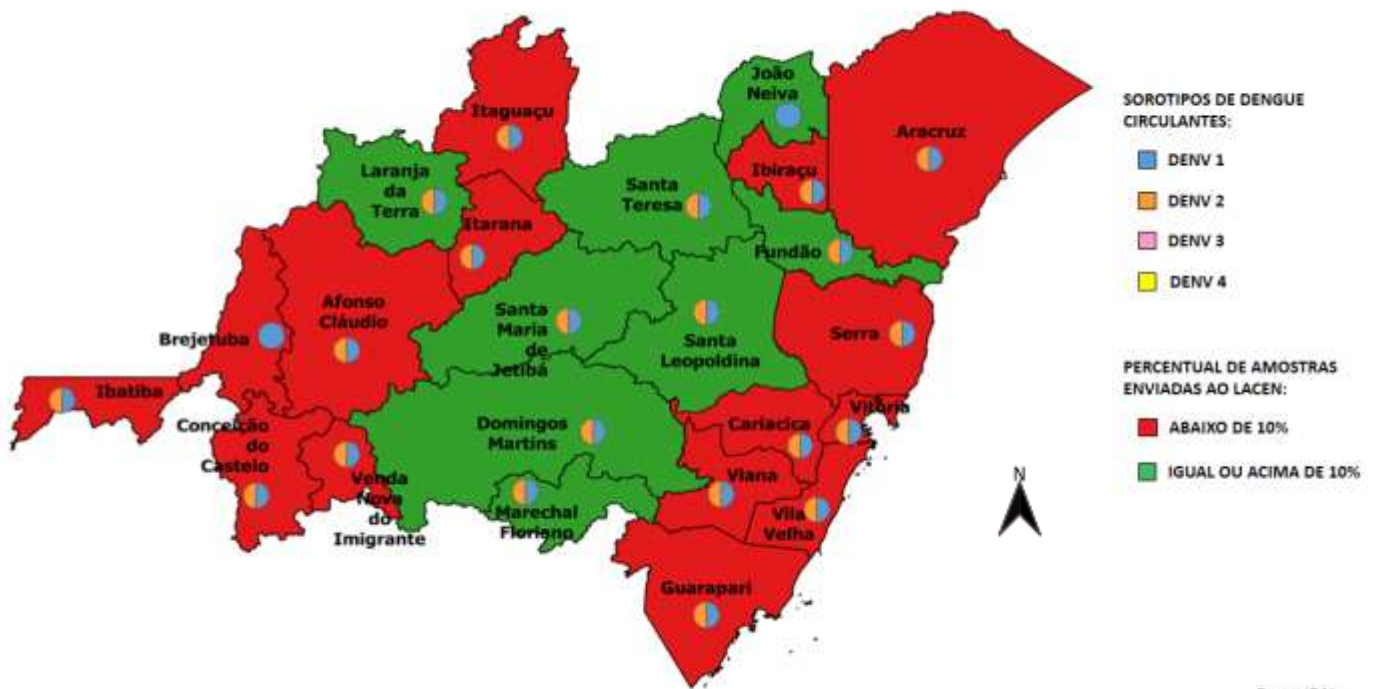 João
Neiva
Itaguaçu
Aracruz
Laranja
da
Terra
Ibiraçu
Santa
Teresa
Itarana
Fundão
Afonso
Cláudio
Santa
Maria
de
Jetibá
Brejetuba
Serra
Santa
Leopoldina
Ibatiba
Conceição
do
Castelo
Domingos
Martins
Cariacica
Vitória
Venda
Nova
do
Imigrante
Viana
Marechal
Floriano
Vila
Velha
Guarapari
N
SOROTIPOS DE DENGUE
CIRCULANTES:
DENV 1
DENV 2
DENV 3
DENV 4
PERCENTUAL DE AMOSTRAS
ENVIADAS AO LACEN:
ABAIXO DE 10%
IGUAL OU ACIMA DE 10%